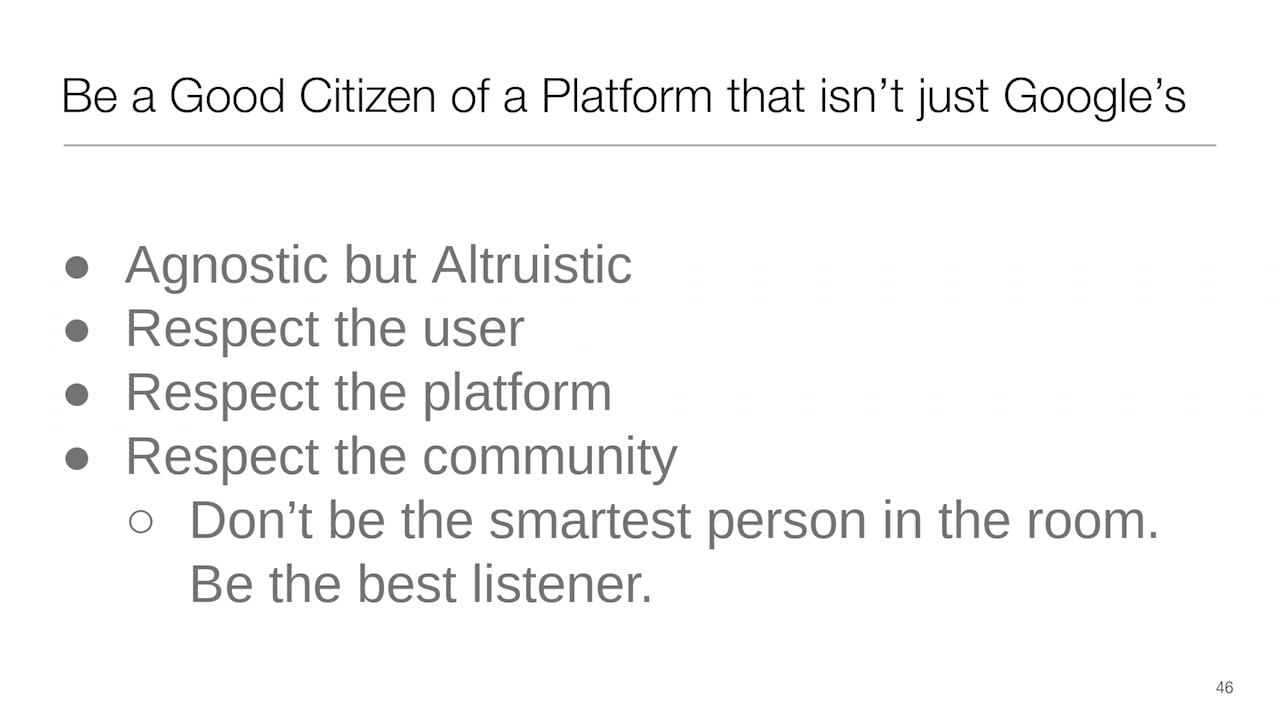 Be a Good Citizen of a Platform that isn’t just Google’s
● Agnostic but Altruistic
● Respect the user
● Respect the platform
● Respect the community
○ Don’t be the smartest person in the room.
Be the best listener.
46